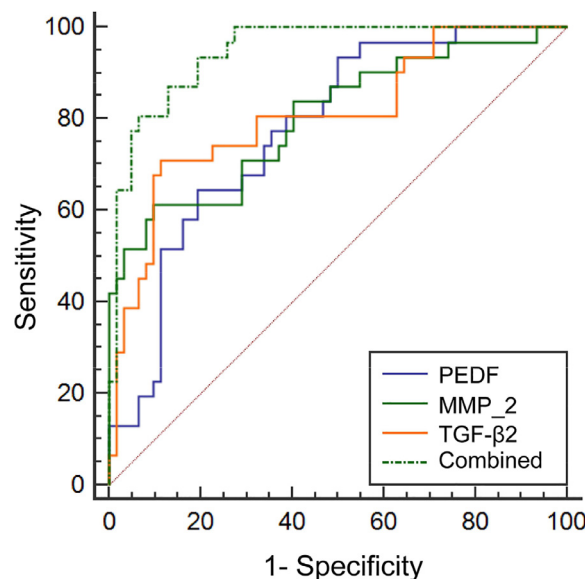 100
80
60
40
20
0
Sensitivity
PEDF
MMP_2
TGF-β2
Combined
0 20 40 60 80 100
1- Specificity